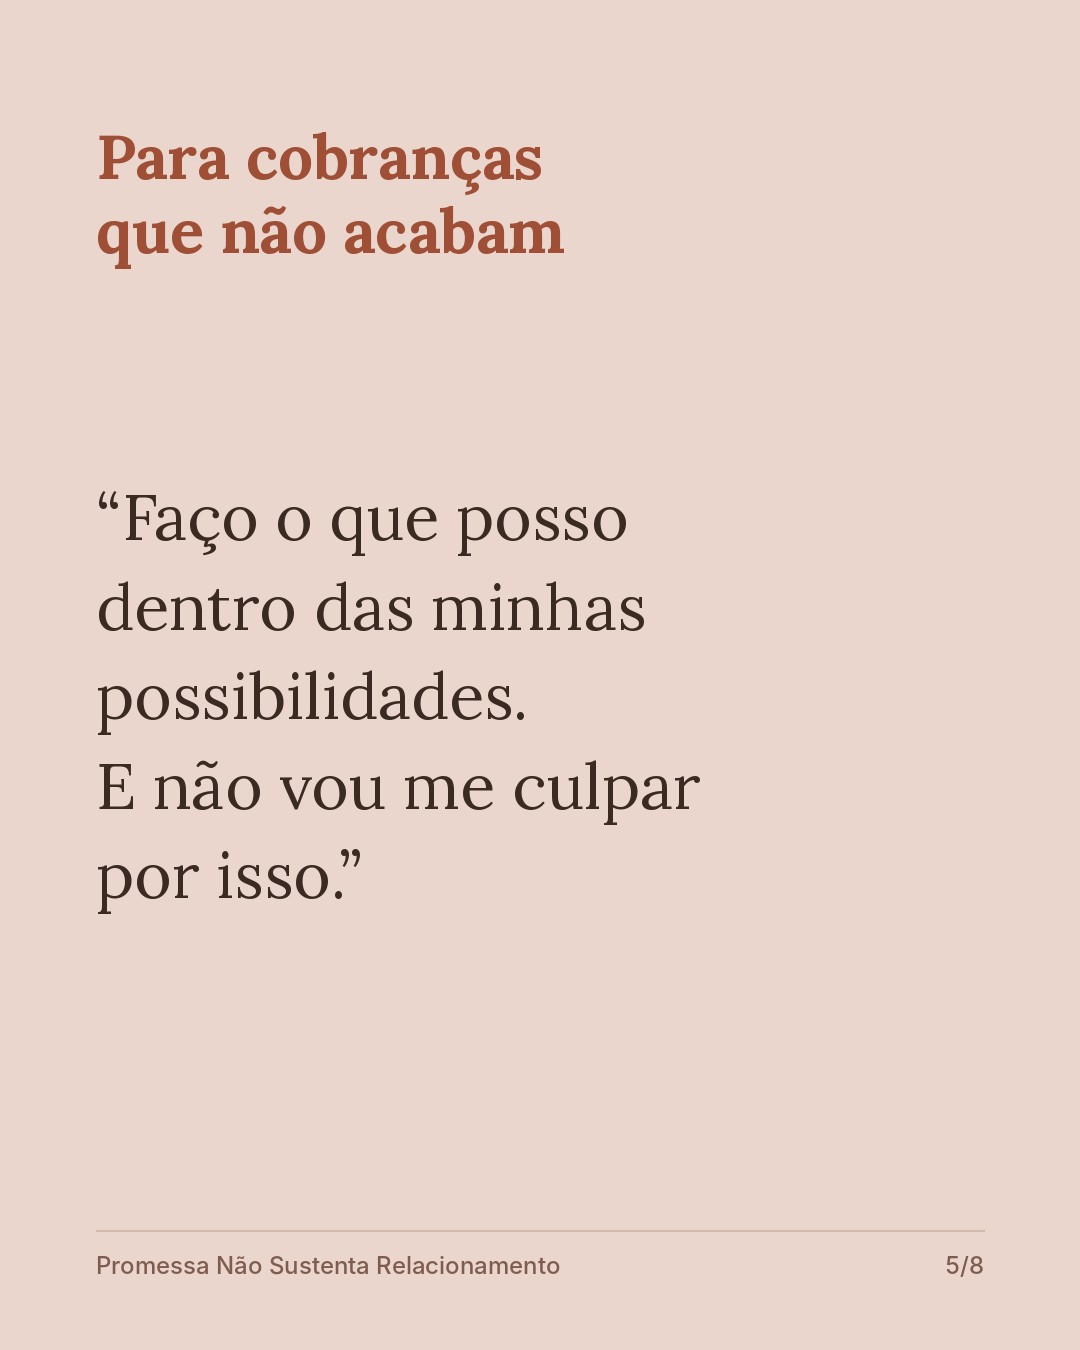 Para cobranças
que não acabam
“Faço o que posso
dentro das minhas
possibilidades.
E não vou me culpar
por isso.”
Promessa Não Sustenta Relacionamento
5/8